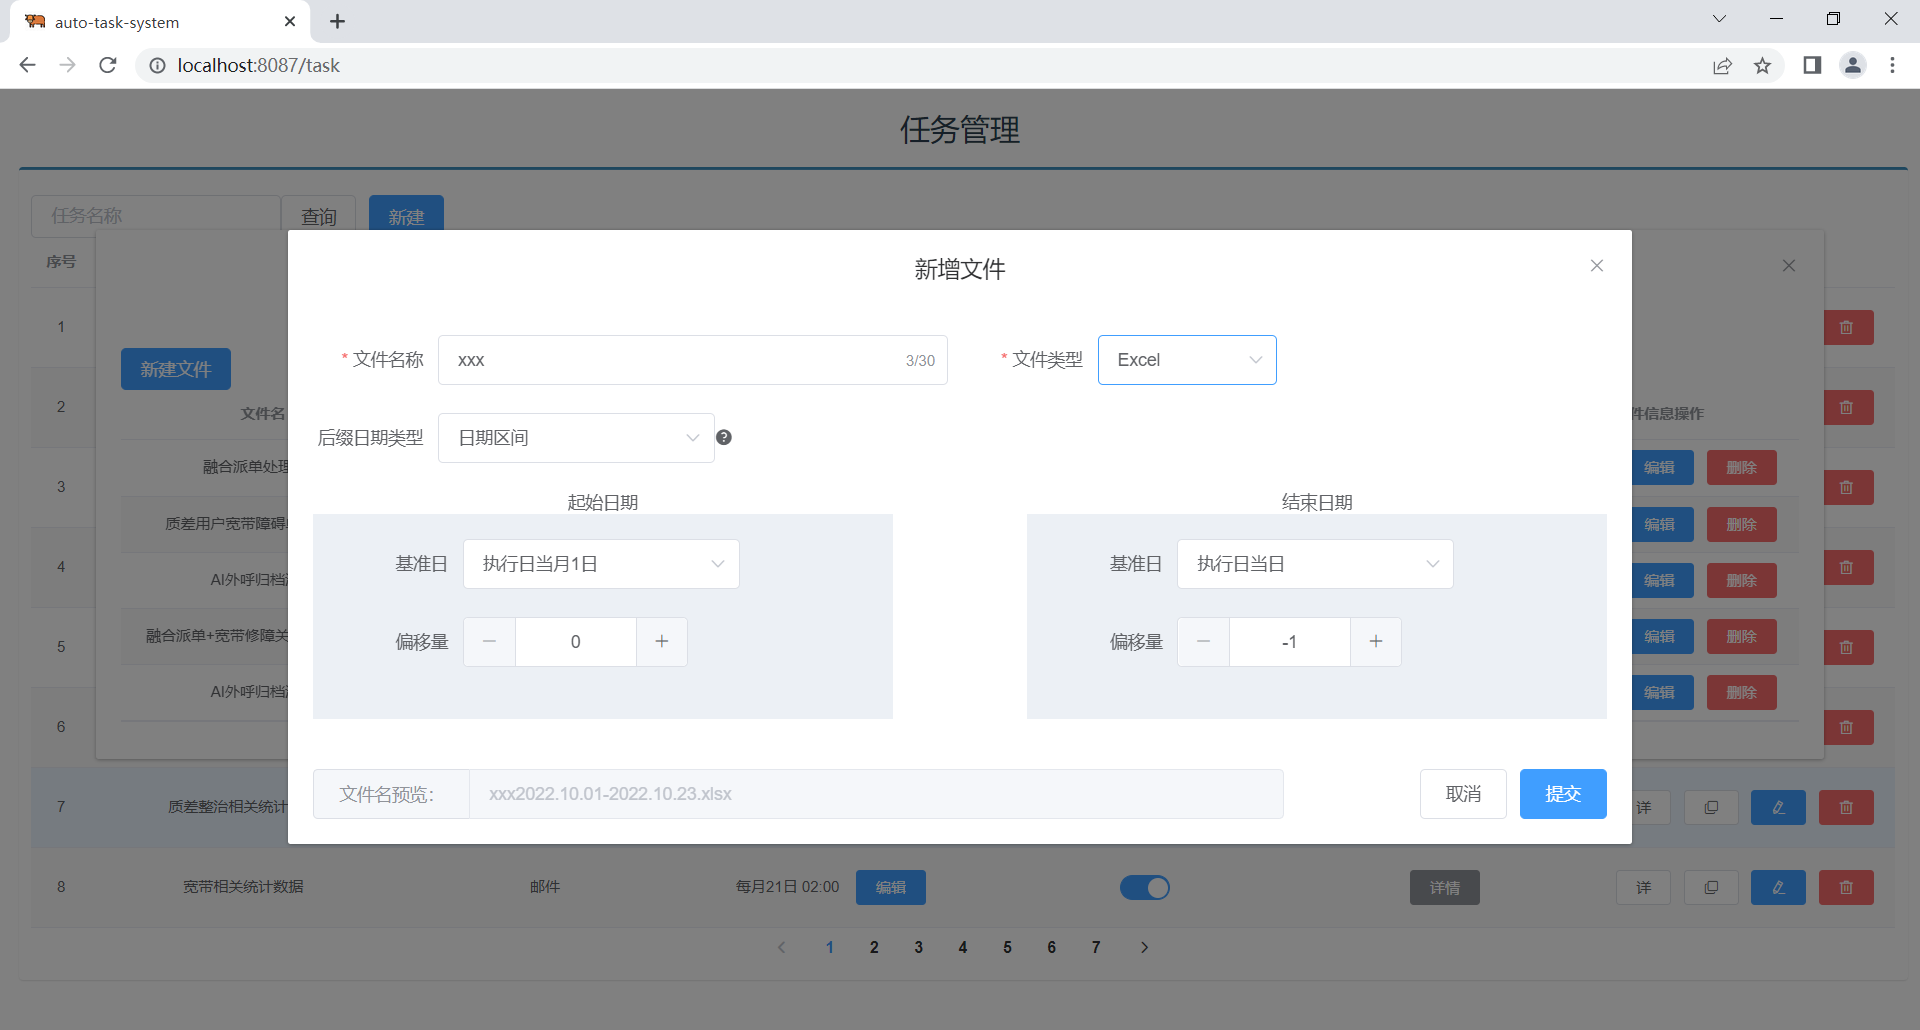 auto-task-system
localhost:8087/task
任务管理
任务名称
查询
新建
序号
新增文件
1
* 文件名称
xxx
3/30
* 文件类型
Excel
新建文件
2
文件名
件信息操作
后缀日期类型
日期区间
融合派单处理
编辑
删除
3
起始日期
结束日期
质差用户宽带障碍
编辑
删除
4
基准日
执行日当月1日
基准日
执行日当日
AI外呼归档
编辑
删除
融合派单+宽带修障关
编辑
删除
5
偏移量
0
偏移量
-1
AI外呼归档
编辑
删除
6
文件名预览：
xxx2022.10.01-2022.10.23.xlsx
取消
提交
7
质差整治相关统计
详
8
宽带相关统计数据
邮件
每月21日 02:00
编辑
详情
详
1
2
3
4
5
6
7